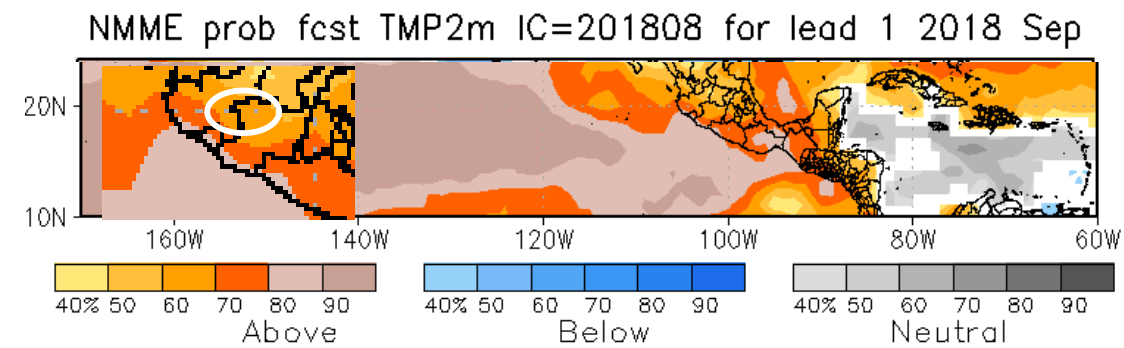 NMME prob fcst TMP2m IC=201808 for lead 1 2018 Sep
20N
10N
160W 140W 120W 100W 80W 60W
40% 50 60 70 80 90 40% 50 60 70 80 90 40% 50 60 70 80 90
Above Below Neutral